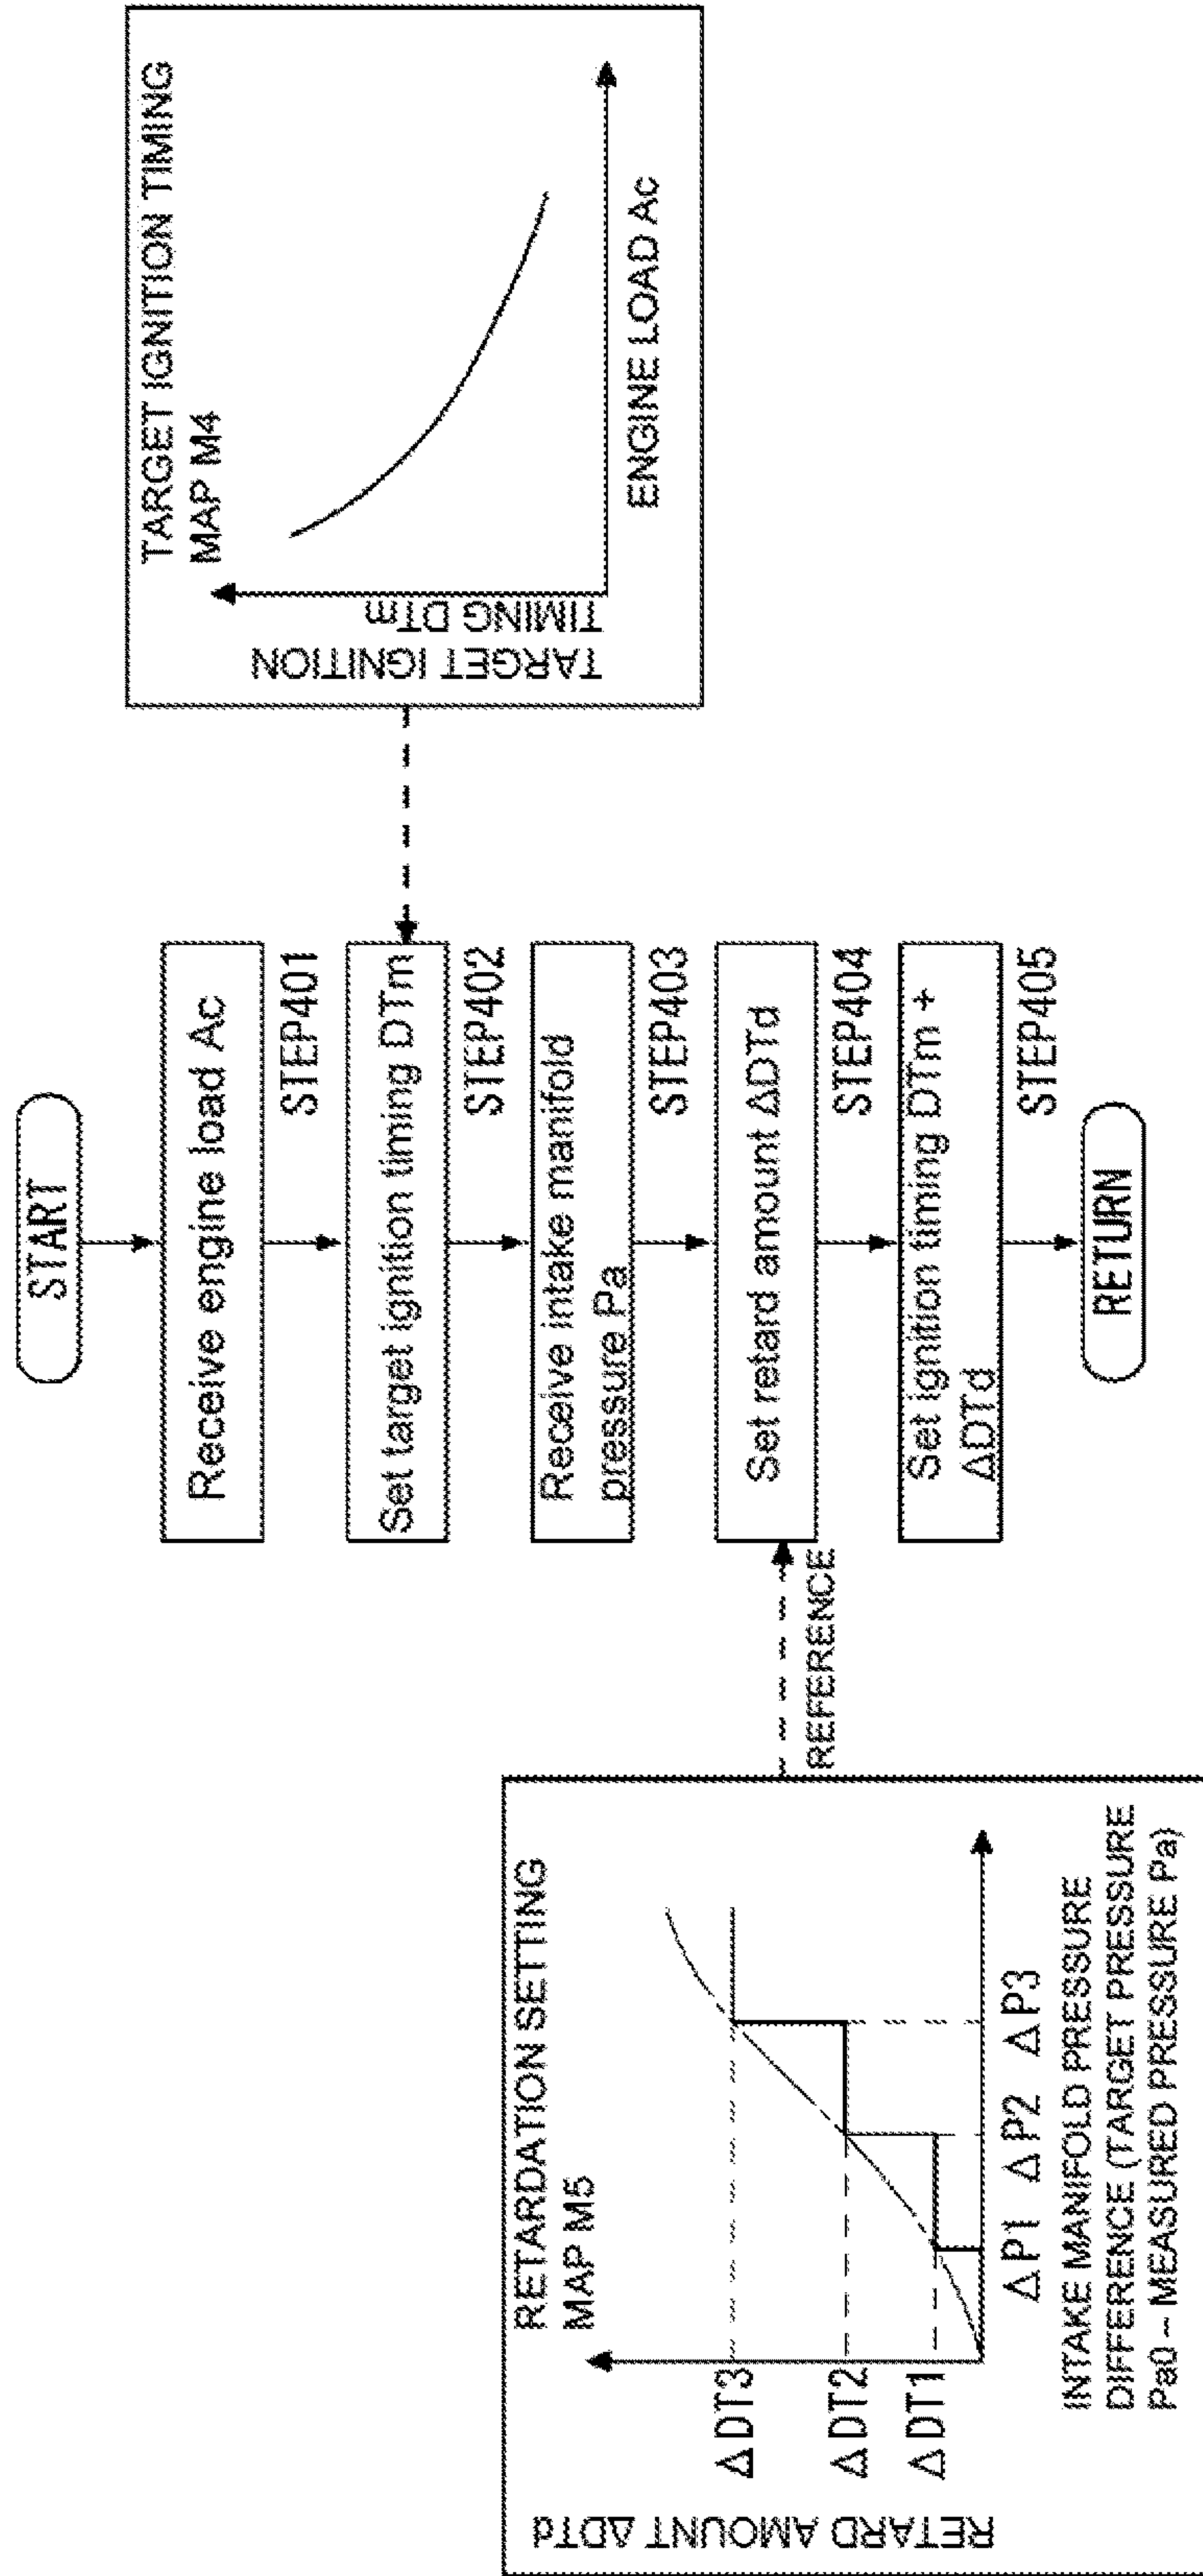 START
Receive engine load Ac
STEP401
Set target ignition timing DTm
STEP402
Receive intake manifold
pressure Pa
STEP403
Set retard amount ΔDTd
STEP404
Set ignition timing DTm +
ΔDTd
STEP405
RETURN
TARGET IGNITION TIMING
MAP M4
TARGET IGNITION
TIMING DTm
ENGINE LOAD Ac
REFERENCE
RETARDATION SETTING
MAP M5
RETARD AMOUNT ΔDTd
ΔDT3
ΔDT2
ΔDT1
ΔP1 ΔP2 ΔP3
INTAKE MANIFOLD PRESSURE
DIFFERENCE (TARGET PRESSURE
Pa0 – MEASURED PRESSURE Pa)